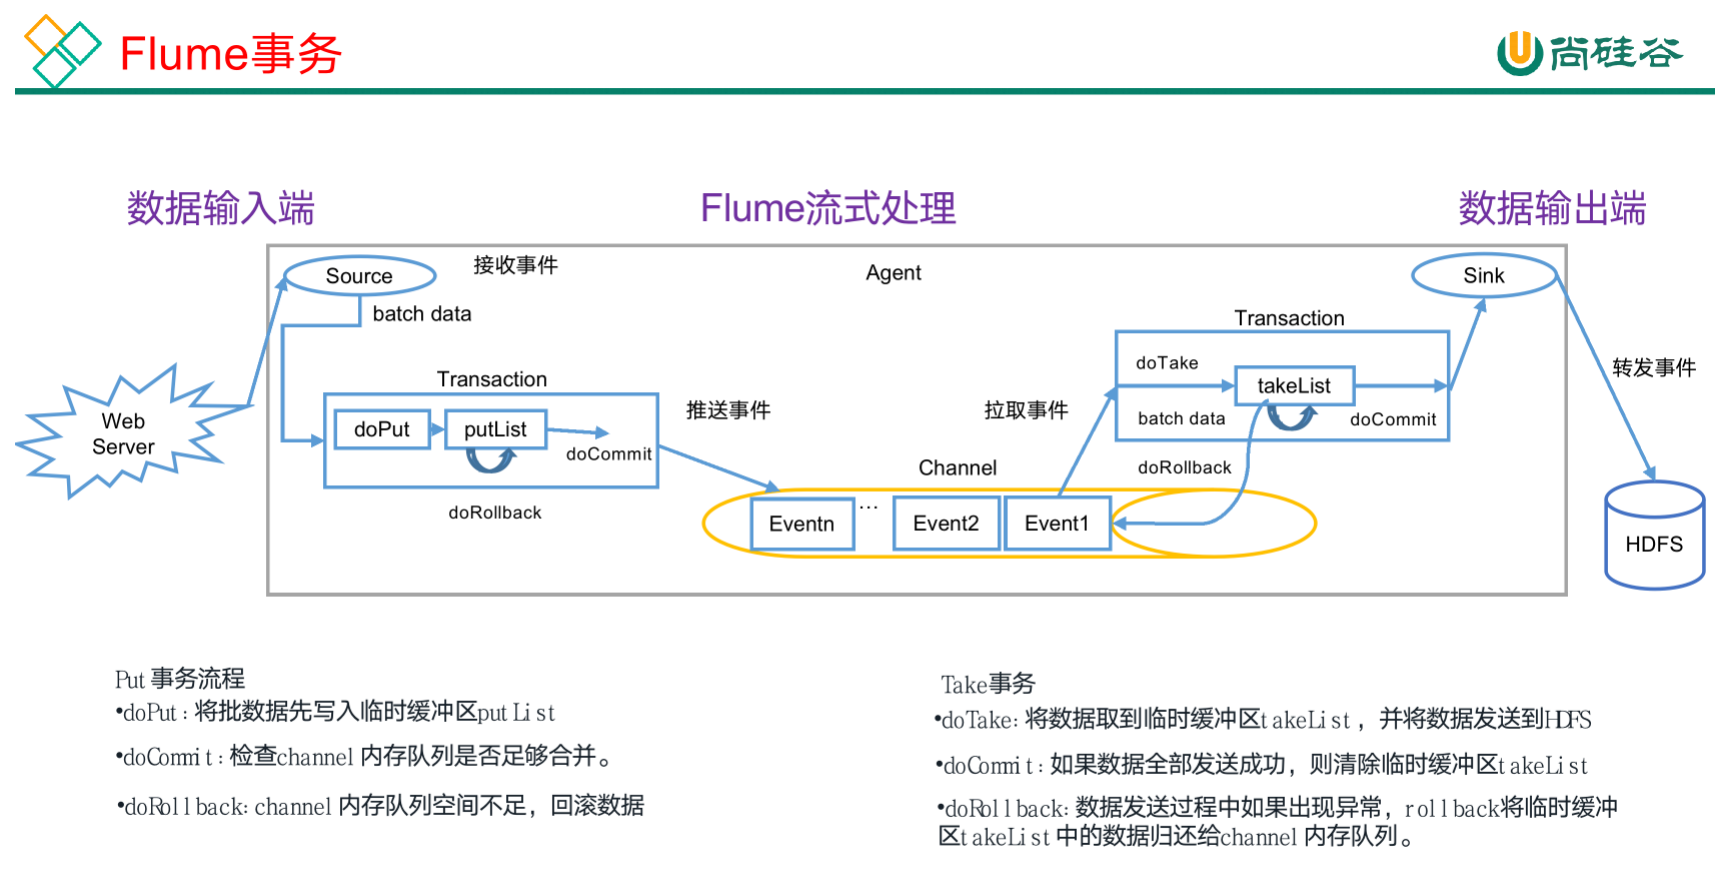 Flume事务
尚硅谷
数据输入端
Flume流式处理
数据输出端
Source
接收事件
Agent
Sink
batch data
Transaction
Transaction
doTake
takeList
转发事件
Web
Server
doPut
putList
doCommit
推送事件
拉取事件
batch data
doCommit
doRollback
Channel
doRollback
Eventn
...
Event2
Event1
HDFS
Put 事务流程
•doPut:将批数据先写入临时缓冲区putList
•doCommit:检查channel 内存队列是否足够合并。
•doRollback:channel 内存队列空间不足，回滚数据
Take事务
•doTake:将数据取到临时缓冲区takeList，并将数据发送到HDFS
•doCommit:如果数据全部发送成功，则清除临时缓冲区takeList
•doRollback:数据发送过程中如果出现异常，rollback将临时缓冲
区takeList 中的数据归还给channel 内存队列。